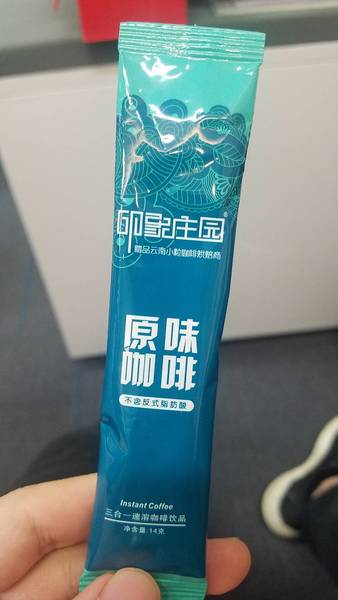 印象庄园®
精品云南小粒咖啡烘焙商
原味
咖啡
不含反式脂肪酸
Instant Coffee
三合一速溶咖啡饮品
净含量:14克